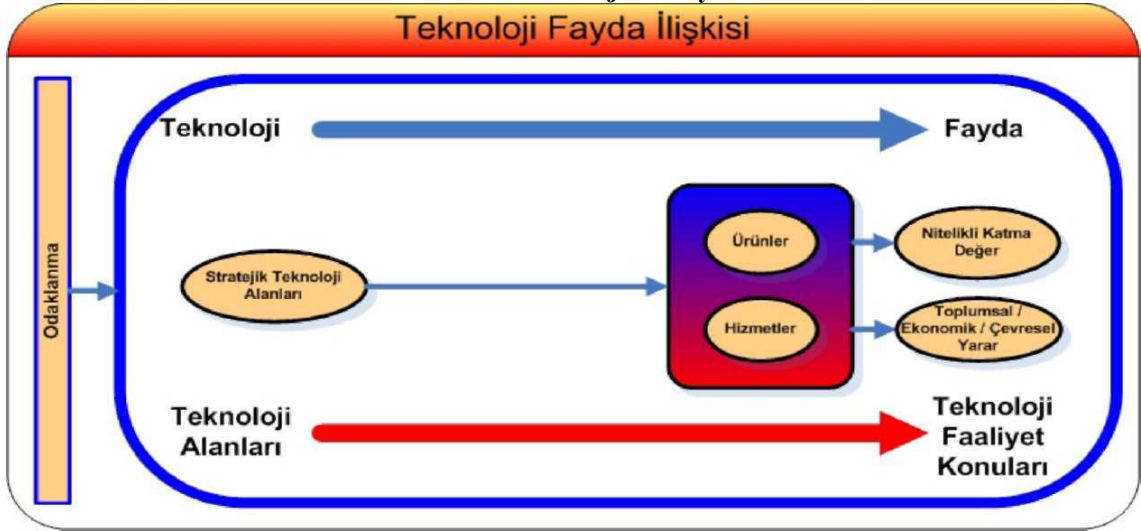 Teknoloji Fayda İlişkisi
Odaklanma
Teknoloji
Fayda
Stratejik Teknoloji
Alanları
Ürünler
Hizmetler
Nitelikli Katma
Değer
Toplumsal /
Ekonomik / Çevresel
Yarar
Teknoloji
Alanları
Teknoloji
Faaliyet
Konuları